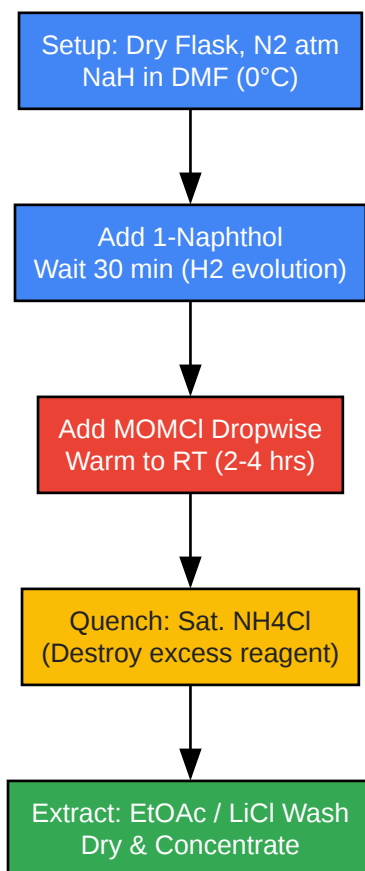 Setup: Dry Flask, N2 atm
NaH in DMF (0°C)
Add 1-Naphthol
Wait 30 min (H2 evolution)
Add MOMCl Dropwise
Warm to RT (2-4 hrs)
Quench: Sat. NH4Cl
(Destroy excess reagent)
Extract: EtOAc / LiCl Wash
Dry & Concentrate